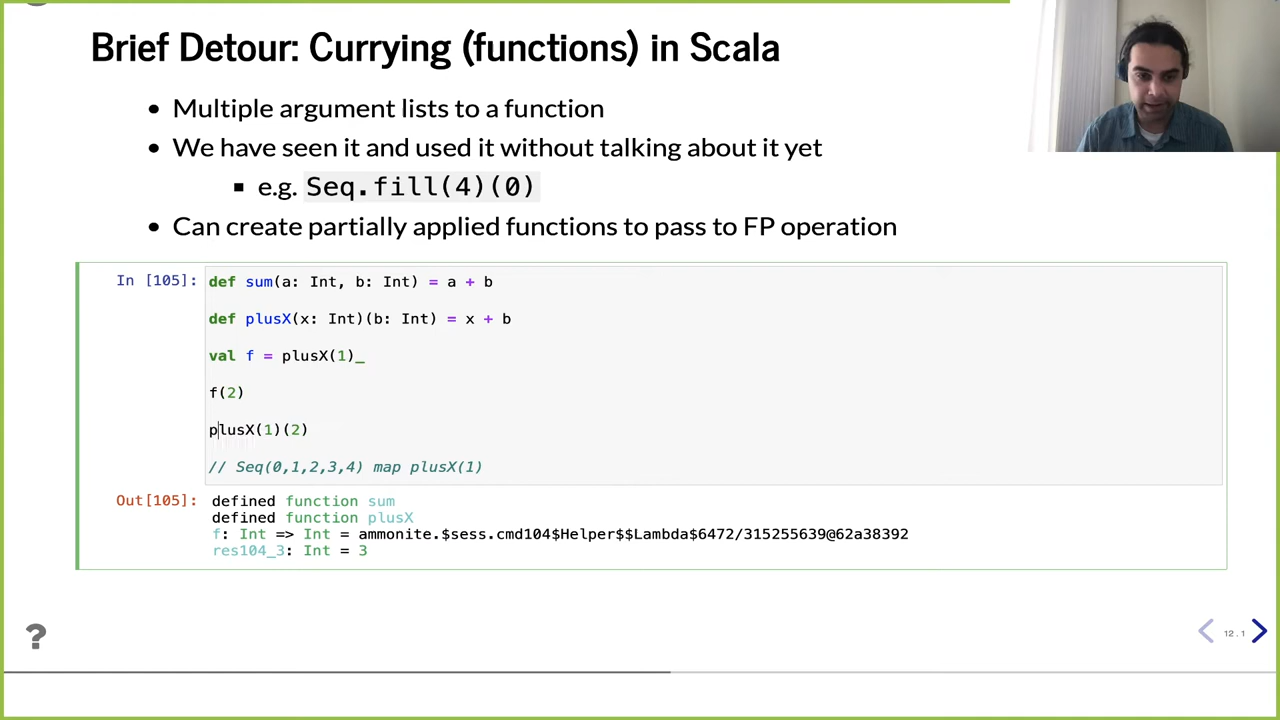 Brief Detour: Currying (functions) in Scala
• Multiple argument lists to a function
• We have seen it and used it without talking about it yet
▪ e.g. Seq.fill(4)(0)
• Can create partially applied functions to pass to FP operation
In [105]: def sum(a: Int, b: Int) = a + b
def plusX(x: Int)(b: Int) = x + b
val f = plusX(1)_
f(2)
plusX(1)(2)
// Seq(0,1,2,3,4) map plusX(1)
Out[105]: defined function sum
defined function plusX
f: Int => Int = ammonite.$sess.cmd104$Helper$$Lambda$6472/315255639@62a38392
res104_3: Int = 3
?
12.1